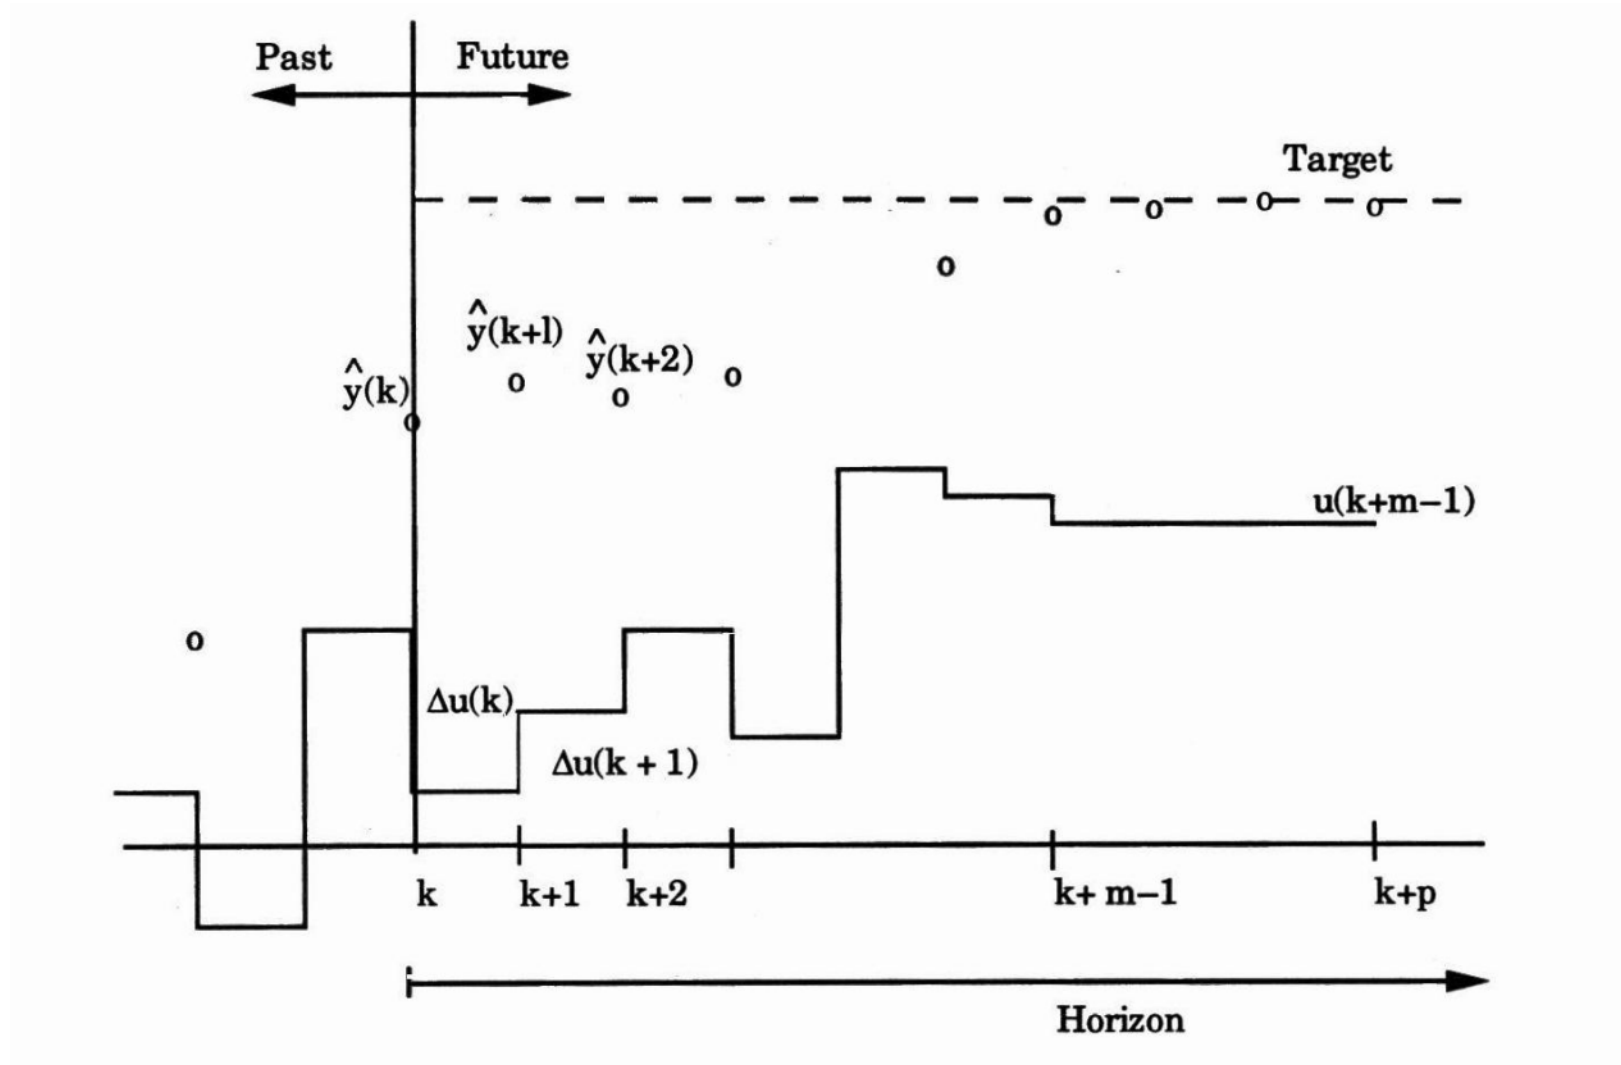 Past
Future
Target
ŷ(k+l)
ŷ(k+2)
ŷ(k)
u(k+m−1)
Δu(k)
Δu(k + 1)
k
k+1
k+2
k+ m−1
k+p
Horizon